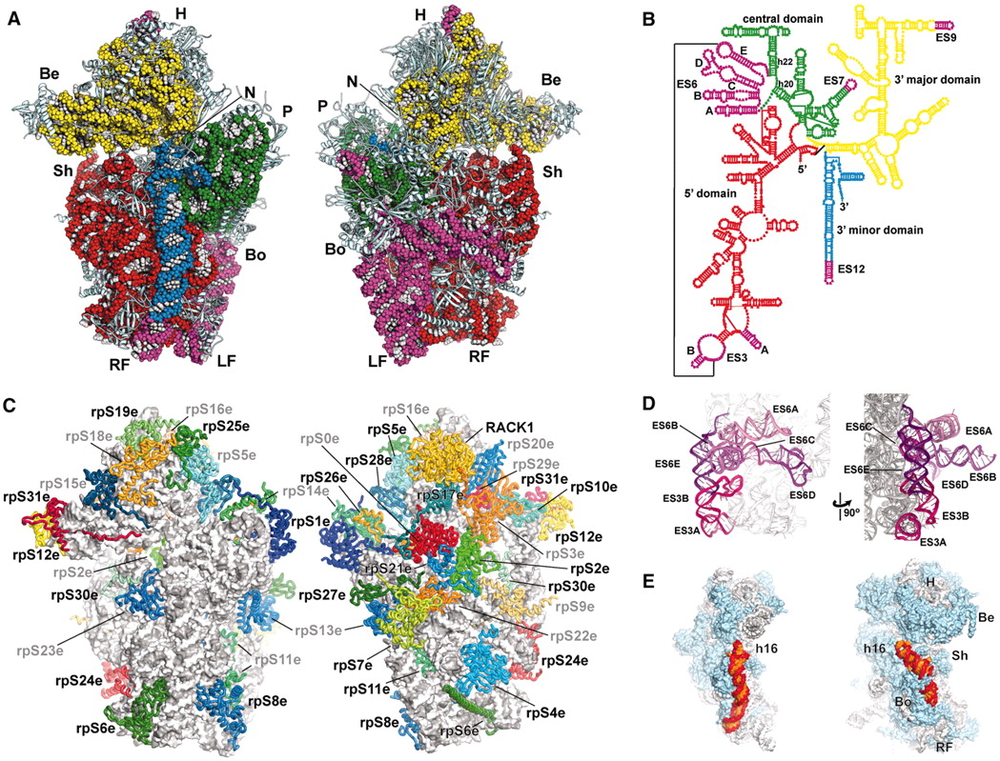 A
H
Be
N
P
Sh
Bo
RF
LF
H
N
Be
P
Sh
Bo
LF
RF
B
central domain
ES9
E
D
h22
ES6
C
h20
ES7
3' major domain
B
A
5'
5' domain
3'
3' minor domain
ES12
B
ES3
A
C
rpS19e
rpS16e
rpS25e
rpS18e
rpS5e
rpS15e
rpS31e
rpS14e
rpS12e
rpS1e
rpS2e
rpS30e
rpS27e
rpS23e
rpS13e
rpS11e
rpS24e
rpS7e
rpS6e
rpS8e
rpS16e
rpS5e
RACK1
rpS0e
rpS28e
rpS20e
rpS26e
rpS29e
rpS31e
rpS17e
rpS10e
rpS12e
rpS3e
rpS21e
rpS2e
rpS30e
rpS9e
rpS22e
rpS24e
rpS11e
rpS4e
rpS8e
rpS6e
D
ES6A
ES6B
ES6C
ES6E
ES3B
ES6D
ES3A
ES6C
ES6A
ES6E
ES6B
ES6D
ES3B
90º
ES3A
E
h16
H
Be
h16
Sh
Bo
RF